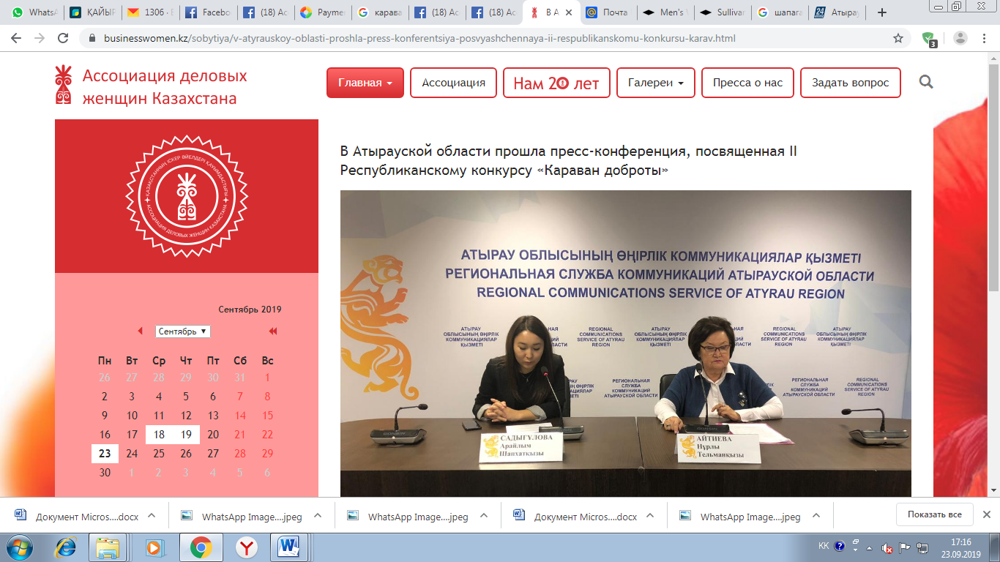 WhatsA
ҚАЙЫР
1306 · В
Facebo
(18) Ас
Payme
карава
(18) Ас
(18) Ас
В А
Почта
Men's
Sullivar
шапага
Атырау
businesswomen.kz/sobytiya/v-atyrauskoy-oblasti-proshla-press-konferentsiya-posvyashchennaya-ii-respublikanskomu-konkursu-karav.html
3
Ассоциация деловых
женщин Казахстана
Главная
Ассоциация
Нам 20 лет
Галереи
Пресса о нас
Задать вопрос
ҚАЗАҚСТАННЫҢ ІСКЕР ӘЙЕЛДЕРІ ҚАУЫМДАСТЫҒЫ
АССОЦИАЦИЯ ДЕЛОВЫХ ЖЕНЩИН КАЗАХСТАНА
Сентябрь 2019
Сентябрь
Пн Вт Ср Чт Пт Сб Вс
26 27 28 29 30 31 1
2 3 4 5 6 7 8
9 10 11 12 13 14 15
16 17 18 19 20 21 22
23 24 25 26 27 28 29
30 1 2 3 4 5 6
В Атырауской области прошла пресс-конференция, посвященная II
Республиканскому конкурсу «Караван доброты»
АТЫРАУ ОБЛЫСЫНЫҢ ӨҢІРЛІК КОММУНИКАЦИЯЛАР ҚЫЗМЕТІ
РЕГИОНАЛЬНАЯ СЛУЖБА КОММУНИКАЦИЙ АТЫРАУСКОЙ ОБЛАСТИ
REGIONAL COMMUNICATIONS SERVICE OF ATYRAU REGION
АТЫРАУ
ОБЛЫСЫНЫҢ ӨҢІРЛІК
КОММУНИКАЦИЯЛАР
ҚЫЗМЕТІ
REGIONAL
COMMUNICATIONS
SERVICE OF ATYRAU
REGION
АТЫРАУ
ОБЛЫСЫНЫҢ ӨҢІРЛІК
КОММУНИКАЦИЯЛАР
ҚЫЗМЕТІ
REGIONAL
COMMUNICATIONS
SERVICE OF ATYRAU
REGION
АТЫРАУ
ОБЛЫСЫНЫҢ ӨҢІРЛІК
КОММУНИКАЦИЯЛАР
ҚЫЗМЕТІ
РЕГИОНАЛЬНАЯ
СЛУЖБА
КОММУНИКАЦИЙ
АТЫРАУСКОЙ ОБЛАСТИ
РЕГИОНАЛЬНАЯ
СЛУЖБА
КОММУНИКАЦИЙ
АТЫРАУСКОЙ ОБЛАСТИ
REGIONAL
COMMUNICATIONS
SERVICE OF ATYRAU
REGION
САДЫГУЛОВА
Арайлым
Шапхатқызы
АЙТИЕВА
Нұрлы
Тельманқызы
Документ Micros....docx
WhatsApp Image....jpeg
WhatsApp Image....jpeg
Документ Micros....docx
WhatsApp Image....jpeg
Показать все
KK
17:16
23.09.2019